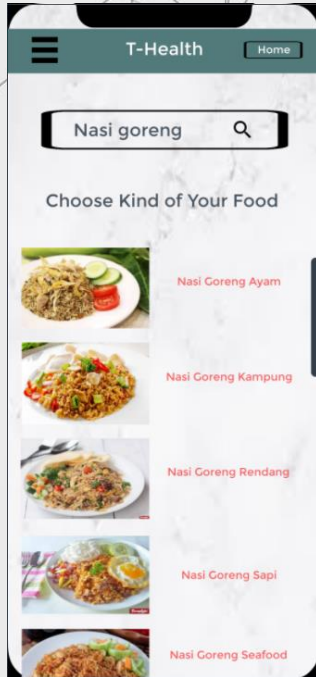 T-Health
Home
Nasi goreng
Choose Kind of Your Food
Nasi Goreng Ayam
Nasi Goreng Kampung
Nasi Goreng Rendang
Nasi Goreng Sapi
Nasi Goreng Seafood